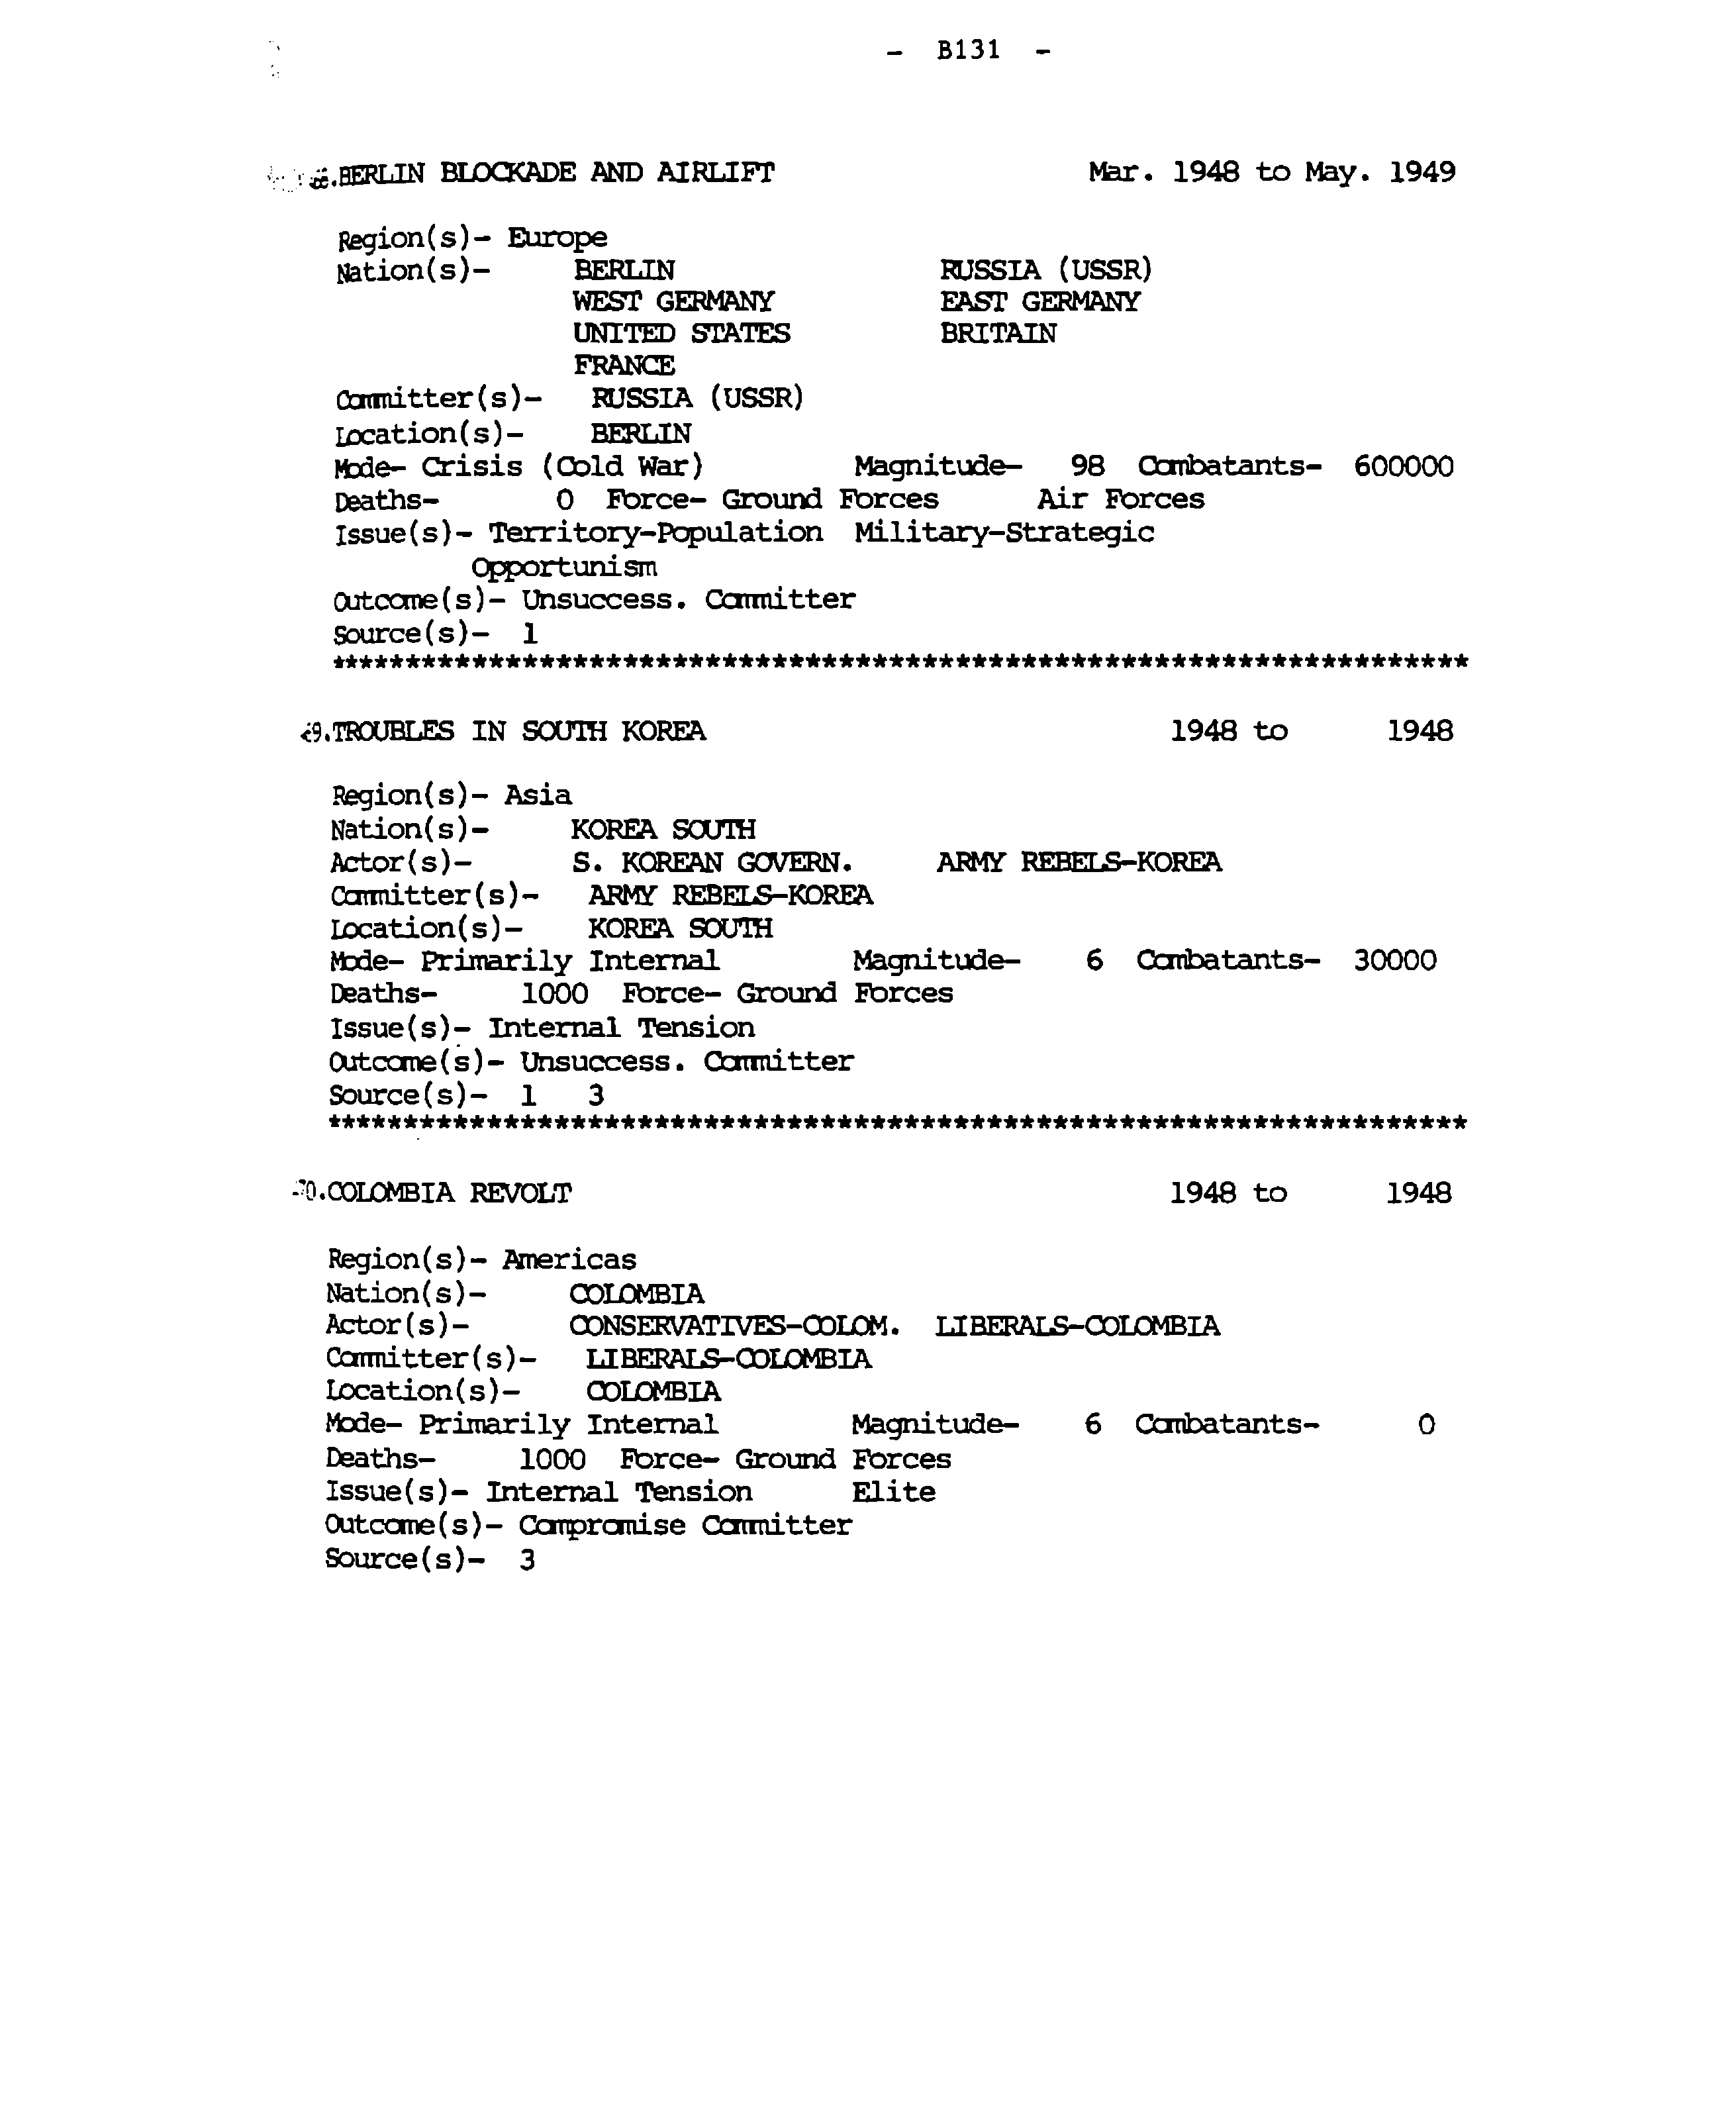 - B131 -
.BERLIN BLOCKADE AND AIRLIFT Mar. 1948 to May. 1949
Region(s)- Europe
Nation(s)- BERLIN RUSSIA (USSR)
WEST GERMANY EAST GERMANY
UNITED STATES BRITAIN
FRANCE
Committer(s)- RUSSIA (USSR)
Location(s)- BERLIN
Mode- Crisis (Cold War) Magnitude- 98 Combatants- 600000
Deaths- 0 Force- Ground Forces Air Forces
Issue(s)- Territory-Population Military-Strategic
Opportunism
Outcome(s)- Unsuccess. Committer
Source(s)- 1
*********************************************************************
9.TROUBLES IN SOUTH KOREA 1948 to 1948
Region(s)- Asia
Nation(s)- KOREA SOUTH
Actor(s)- S. KOREAN GOVERN. ARMY REBELS-KOREA
Committer(s)- ARMY REBELS-KOREA
Location(s)- KOREA SOUTH
Mode- Primarily Internal Magnitude- 6 Combatants- 30000
Deaths- 1000 Force- Ground Forces
Issue(s)- Internal Tension
Outcome(s)- Unsuccess. Committer
Source(s)- 1 3
*********************************************************************
70.COLOMBIA REVOLT 1948 to 1948
Region(s)- Americas
Nation(s)- COLOMBIA
Actor(s)- CONSERVATIVES-COLOM. LIBERALS-COLOMBIA
Committer(s)- LIBERALS-COLOMBIA
Location(s)- COLOMBIA
Mode- Primarily Internal Magnitude- 6 Combatants- 0
Deaths- 1000 Force- Ground Forces
Issue(s)- Internal Tension Elite
Outcome(s)- Compromise Committer
Source(s)- 3